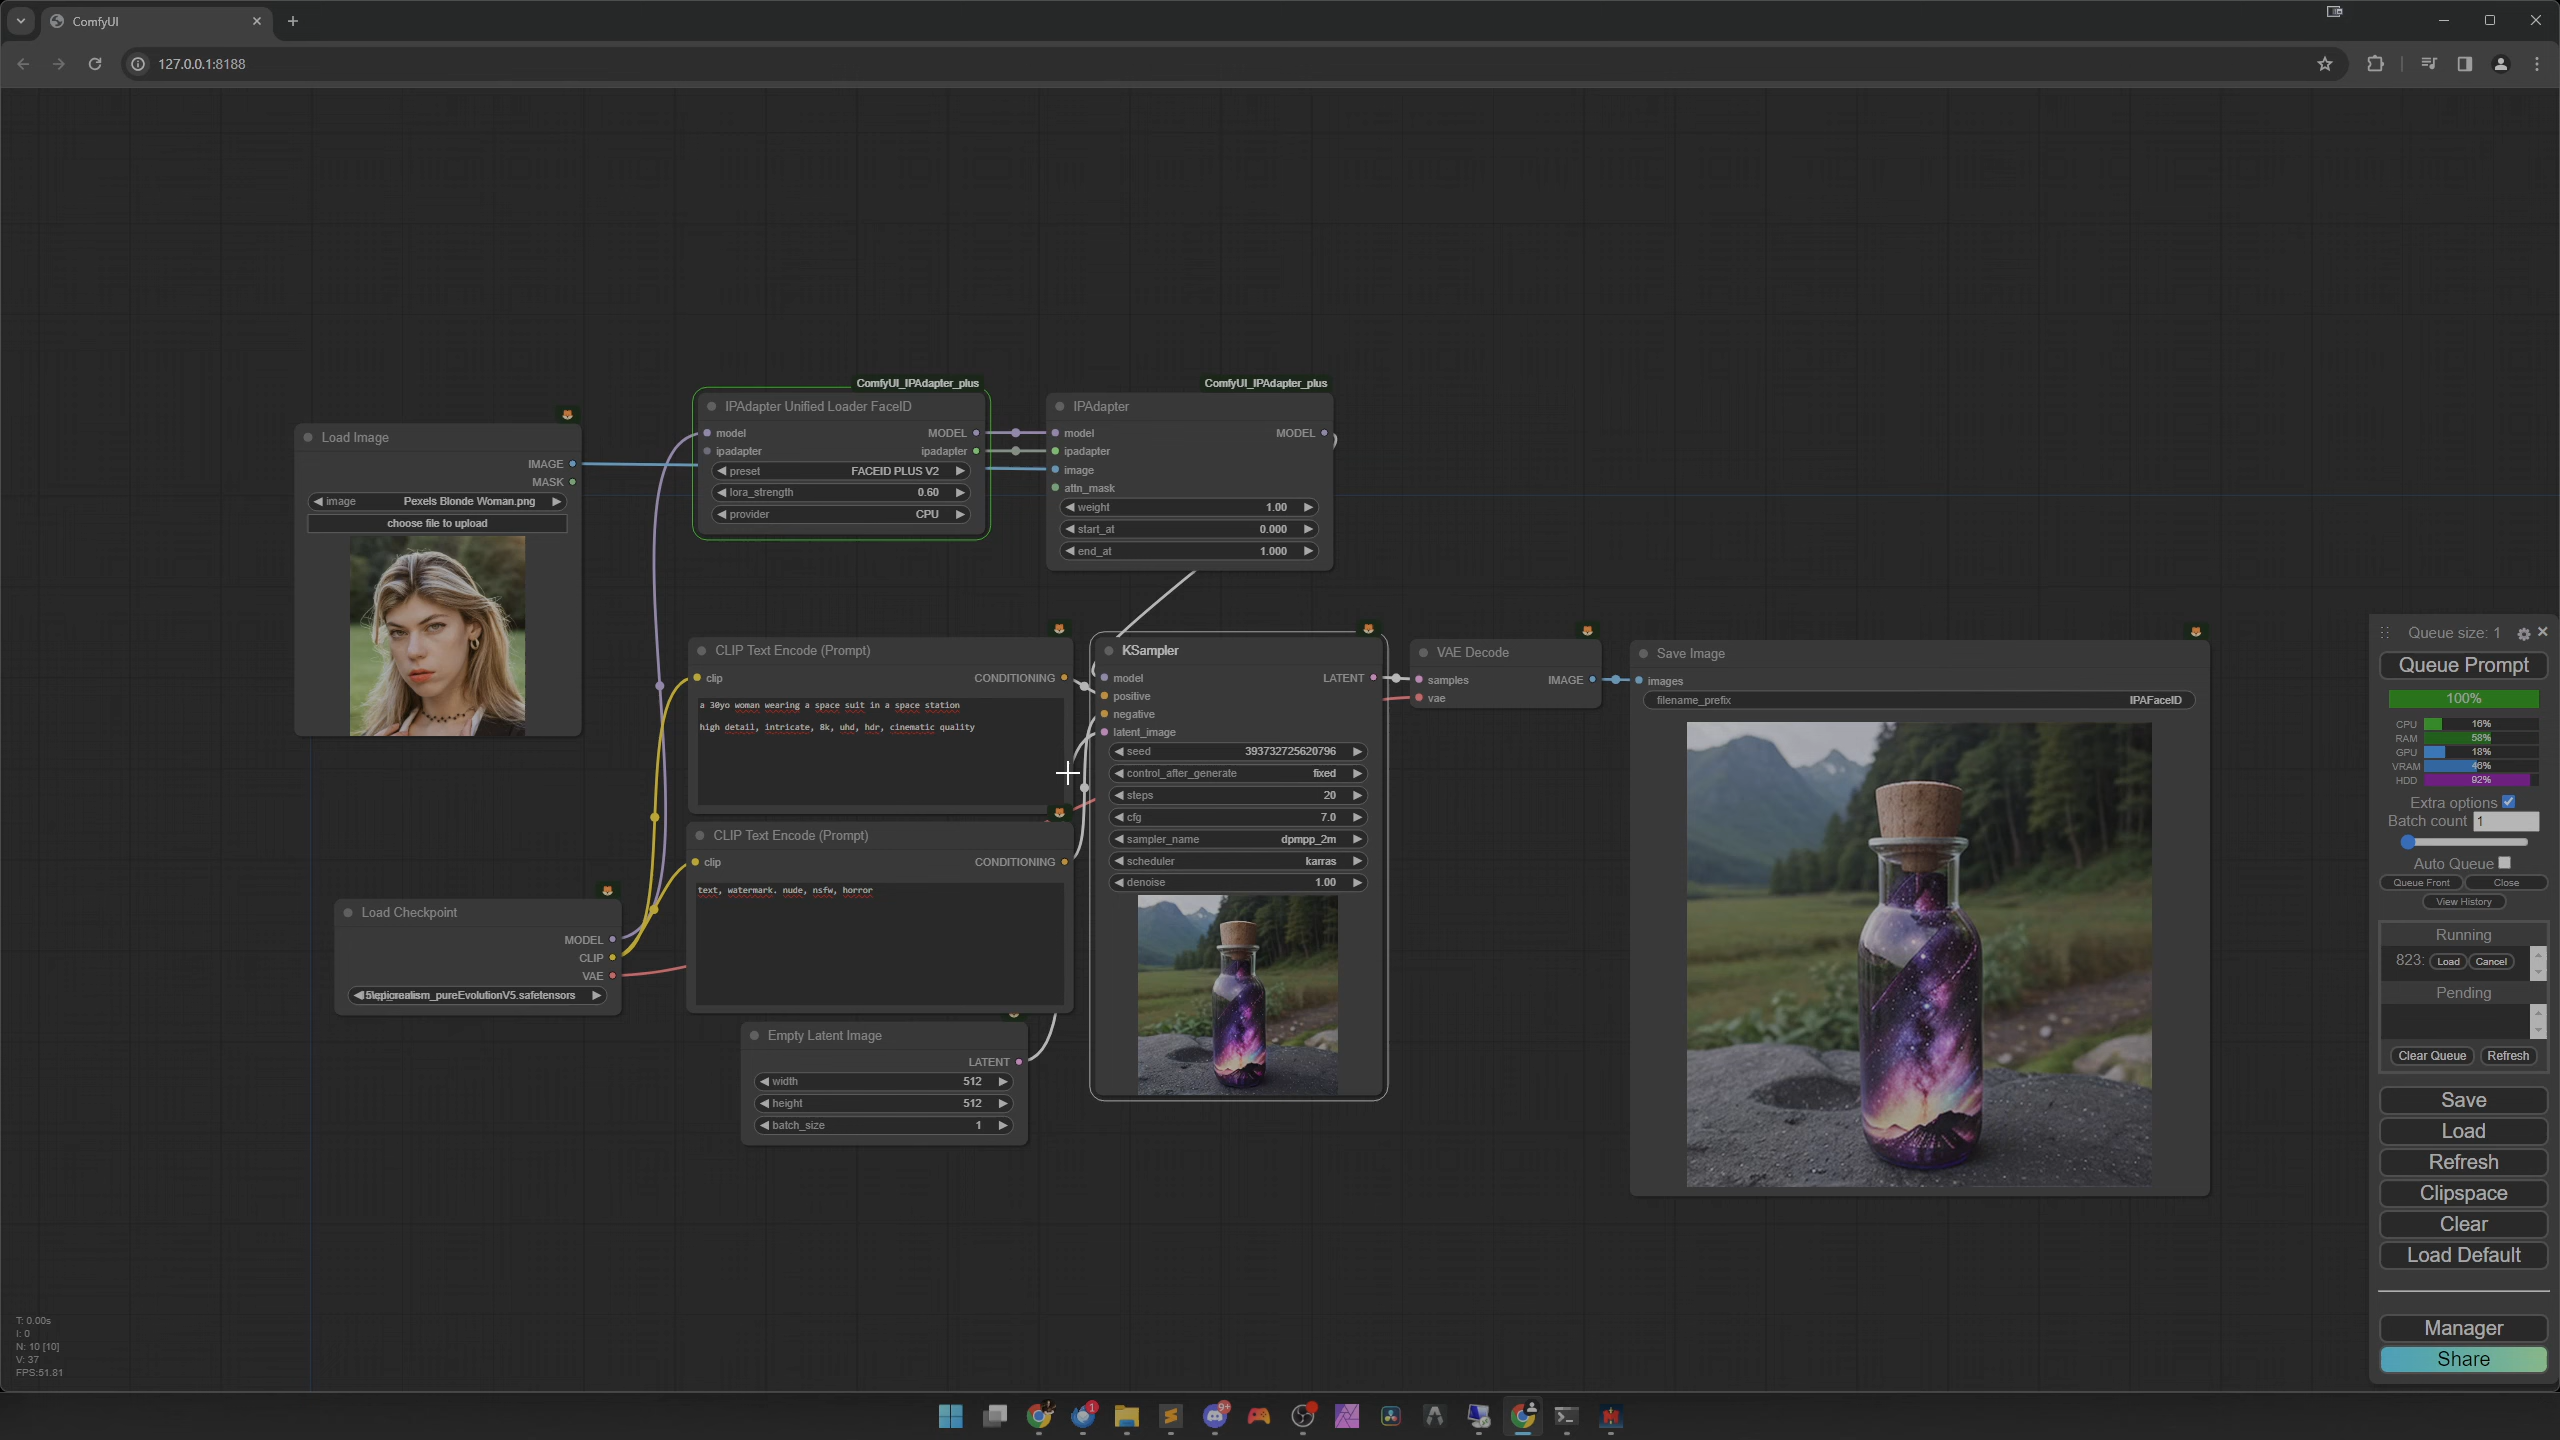 ComfyUI
127.0.0.1:8188
ComfyUI_IPAdapter_plus
ComfyUI_IPAdapter_plus
Load Image
IMAGE
MASK
image Pexels Blonde Woman.png
choose file to upload
IPAdapter Unified Loader FaceID
model MODEL
ipadapter ipadapter
preset FACEID PLUS V2
lora_strength 0.60
provider CPU
IPAdapter
model MODEL
ipadapter
image
attn_mask
weight 1.00
start_at 0.000
end_at 1.000
CLIP Text Encode (Prompt)
clip CONDITIONING
a 30yo woman wearing a space suit in a space station
high detail, intricate, 8k, uhd, hdr, cinematic quality
CLIP Text Encode (Prompt)
clip CONDITIONING
text, watermark. nude, nsfw, horror
Load Checkpoint
MODEL
CLIP
VAE
epicrealism_pureEvolutionV5.safetensors
Empty Latent Image
LATENT
width 512
height 512
batch_size 1
KSampler
model LATENT
positive
negative
latent_image
seed 393732725620796
control_after_generate fixed
steps 20
cfg 7.0
sampler_name dpmpp_2m
scheduler karras
denoise 1.00
VAE Decode
samples IMAGE
vae
Save Image
images
filename_prefix IPAFaceID
Queue size: 1
Queue Prompt
100%
CPU 16%
RAM 58%
GPU 18%
VRAM 46%
HDD 92%
Extra options
Batch count 1
Auto Queue
Queue Front Close
View History
Running
823: Load Cancel
Pending
Clear Queue Refresh
Save
Load
Refresh
Clipspace
Clear
Load Default
Manager
Share
T: 0.00s
I: 0
N: 10 [10]
V: 37
FPS:51.81
1
9+